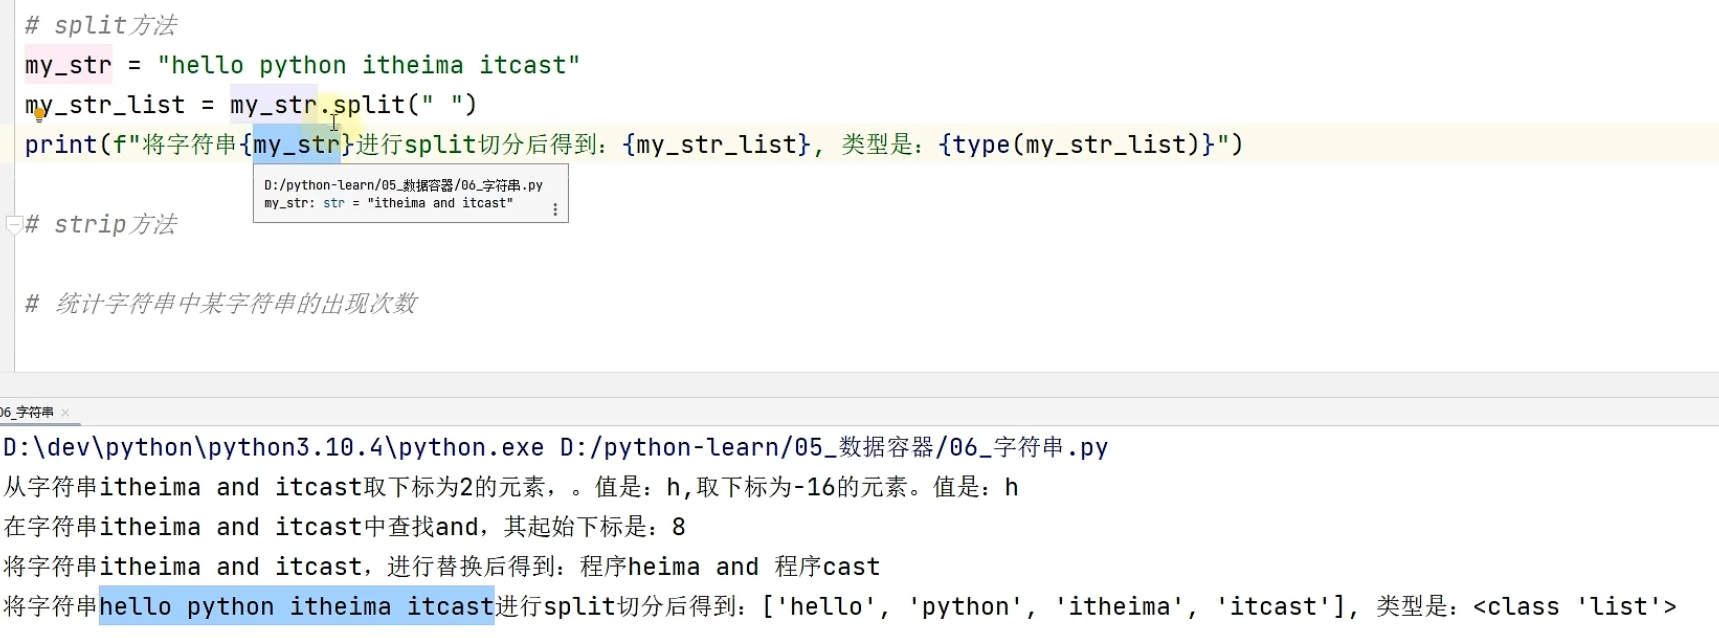 # split方法
my_str = "hello python itheima itcast"
my_str_list = my_str.split(" ")
print(f"将字符串{my_str}进行split切分后得到：{my_str_list}, 类型是：{type(my_str_list)}")
D:/python-learn/05_数据容器/06_字符串.py
my_str: str = "itheima and itcast"
# strip方法
# 统计字符串中某字符串的出现次数
06_字符串
D:\dev\python\python3.10.4\python.exe D:/python-learn/05_数据容器/06_字符串.py
从字符串itheima and itcast取下标为2的元素，。值是：h,取下标为-16的元素。值是：h
在字符串itheima and itcast中查找and，其起始下标是：8
将字符串itheima and itcast，进行替换后得到：程序heima and 程序cast
将字符串hello python itheima itcast进行split切分后得到：['hello', 'python', 'itheima', 'itcast'], 类型是：<class 'list'>